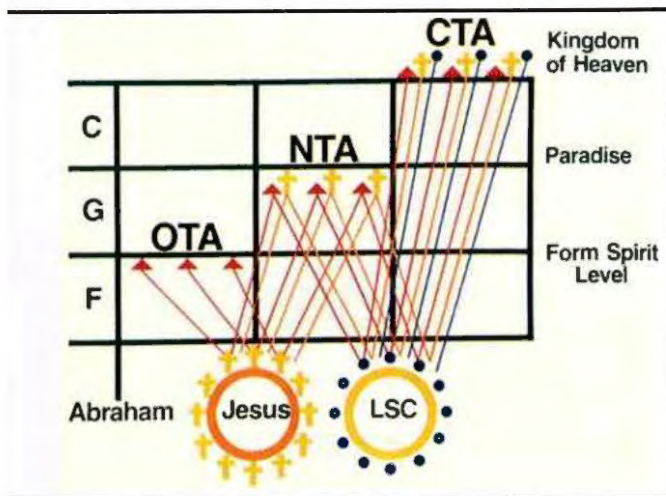 CTA
Kingdom
of Heaven
C
NTA
Paradise
G
OTA
Form Spirit
Level
F
Abraham
Jesus
LSC